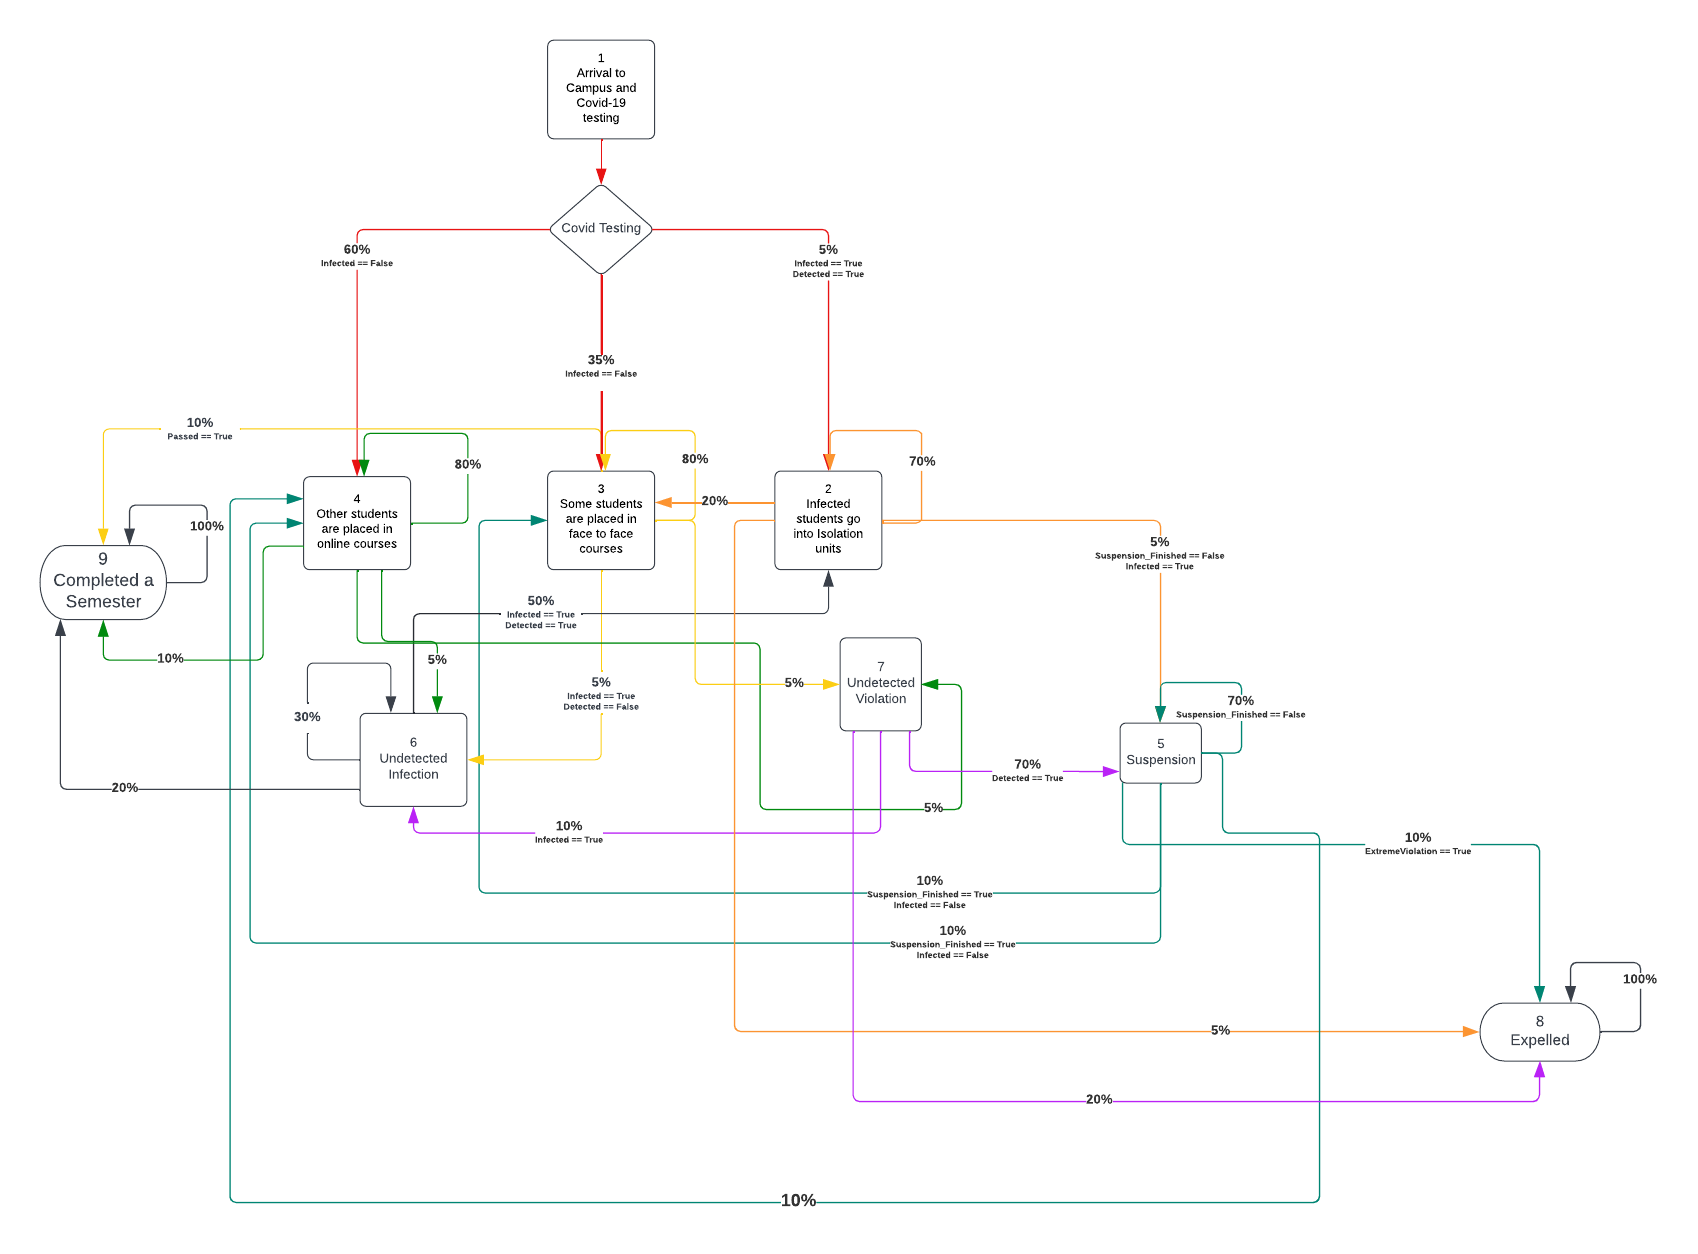 1
Arrival to
Campus and
Covid-19
testing
Covid Testing
60%
Infected == False
5%
Infected == True
Detected == True
35%
Infected == False
10%
Passed == True
80%
80%
70%
4
Other students
are placed in
online courses
3
Some students
are placed in
face to face
courses
20%
2
Infected
students go
into Isolation
units
100%
5%
Suspension_Finished == False
Infected == True
9
Completed a
Semester
50%
Infected == True
Detected == True
10%
5%
5%
Infected == True
Detected == False
5%
7
Undetected
Violation
30%
70%
Suspension_Finished == False
6
Undetected
Infection
5
Suspension
70%
Detected == True
20%
5%
10%
Infected == True
10%
ExtremeViolation == True
10%
Suspension_Finished == True
Infected == False
10%
Suspension_Finished == True
Infected == False
100%
8
Expelled
5%
20%
10%